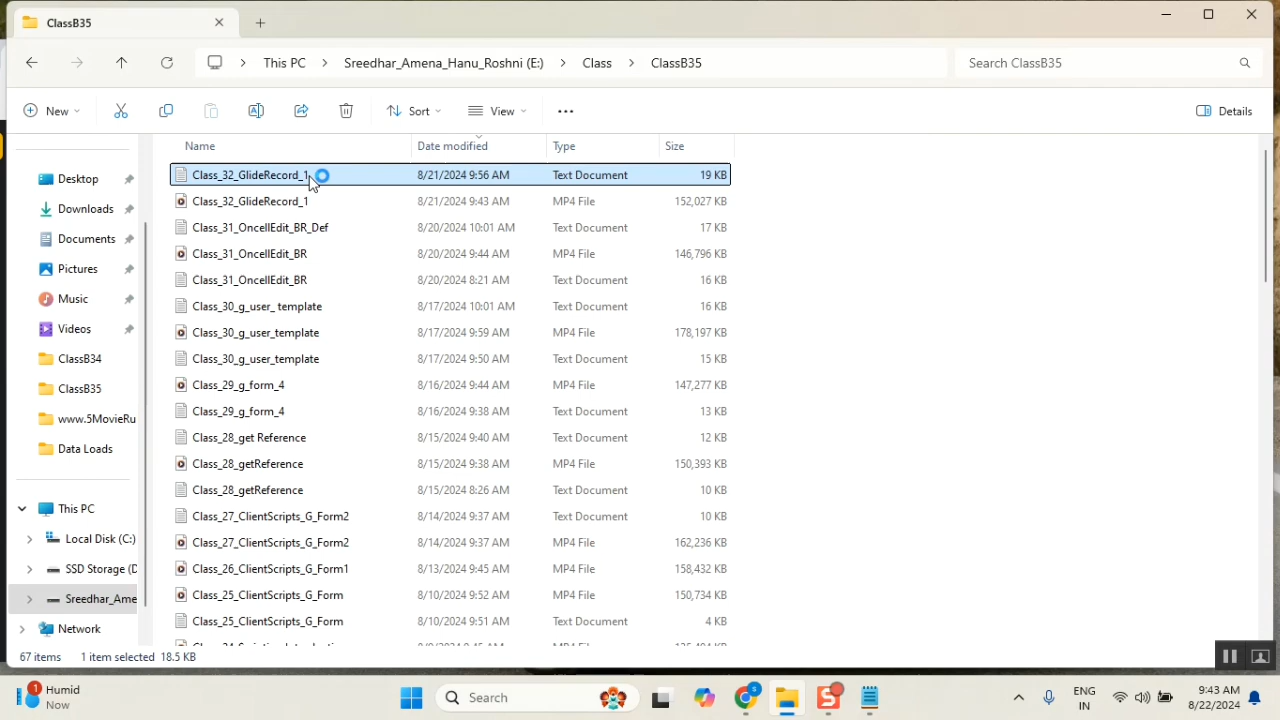 ClassB35
This PC > Sreedhar_Amena_Hanu_Roshni (E:) > Class > ClassB35
Search ClassB35
New
Sort
View
Details
Name Date modified Type Size
Desktop
Downloads
Documents
Pictures
Music
Videos
ClassB34
ClassB35
www.5MovieRu
Data Loads
This PC
Local Disk (C:)
SSD Storage (D
Sreedhar_Ame
Network
Class_32_GlideRecord_1 8/21/2024 9:56 AM Text Document 19 KB
Class_32_GlideRecord_1 8/21/2024 9:43 AM MP4 File 152,027 KB
Class_31_OncellEdit_BR_Def 8/20/2024 10:01 AM Text Document 17 KB
Class_31_OncellEdit_BR 8/20/2024 9:44 AM MP4 File 146,796 KB
Class_31_OncellEdit_BR 8/20/2024 8:21 AM Text Document 16 KB
Class_30_g_user_ template 8/17/2024 10:01 AM Text Document 16 KB
Class_30_g_user_template 8/17/2024 9:59 AM MP4 File 178,197 KB
Class_30_g_user_template 8/17/2024 9:50 AM Text Document 15 KB
Class_29_g_form_4 8/16/2024 9:44 AM MP4 File 147,277 KB
Class_29_g_form_4 8/16/2024 9:38 AM Text Document 13 KB
Class_28_get Reference 8/15/2024 9:40 AM Text Document 12 KB
Class_28_getReference 8/15/2024 9:38 AM MP4 File 150,393 KB
Class_28_getReference 8/15/2024 8:26 AM Text Document 10 KB
Class_27_ClientScripts_G_Form2 8/14/2024 9:37 AM Text Document 10 KB
Class_27_ClientScripts_G_Form2 8/14/2024 9:37 AM MP4 File 162,236 KB
Class_26_ClientScripts_G_Form1 8/13/2024 9:45 AM MP4 File 158,432 KB
Class_25_ClientScripts_G_Form 8/10/2024 9:52 AM MP4 File 150,734 KB
Class_25_ClientScripts_G_Form 8/10/2024 9:51 AM Text Document 4 KB
67 items 1 item selected 18.5 KB
1
Humid
Now
Search
S
S
ENG
IN
9:43 AM
8/22/2024